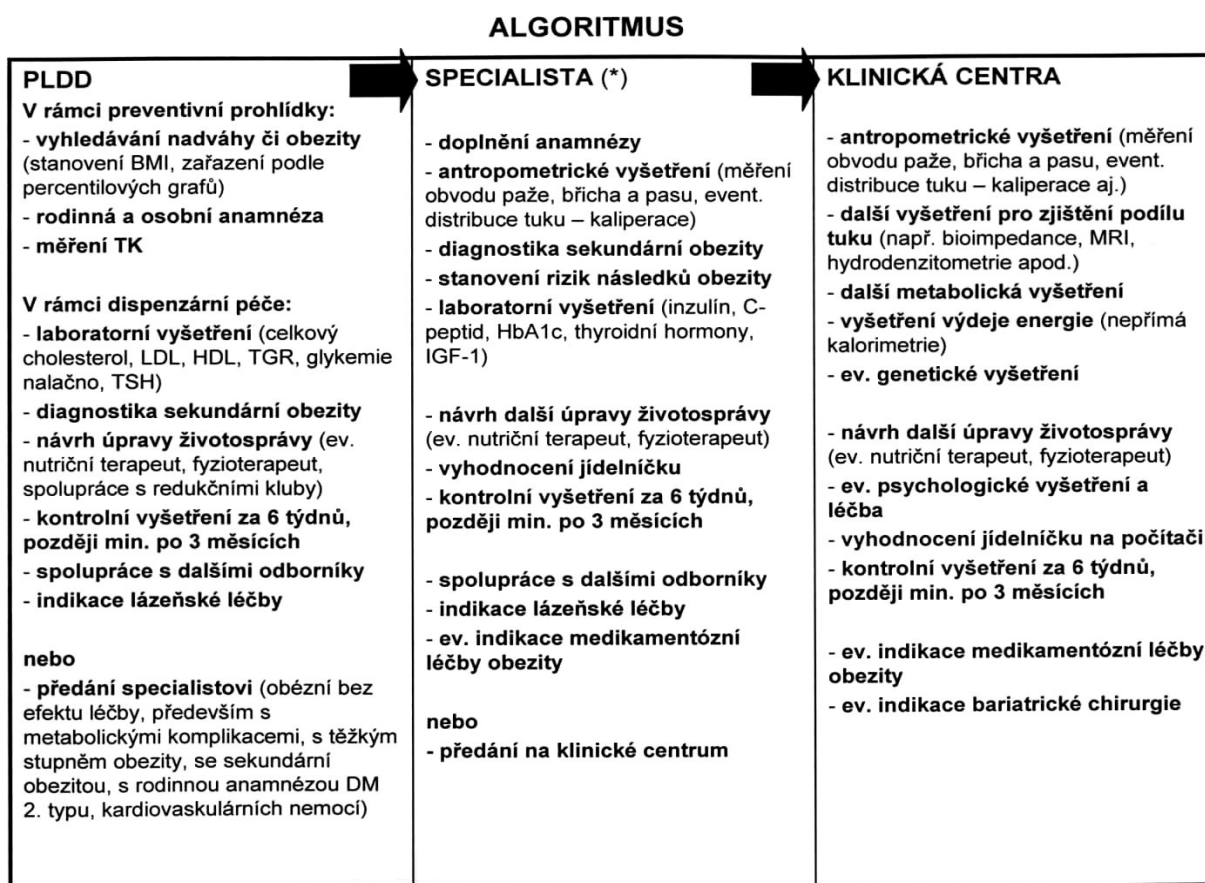 ALGORITMUS
PLDD
V rámci preventivní prohlídky:
- vyhledávání nadváhy či obezity
(stanovení BMI, zařazení podle
percentilových grafů)
- rodinná a osobní anamnéza
- měření TK
V rámci dispenzární péče:
- laboratorní vyšetření (celkový
cholesterol, LDL, HDL, TGR, glykemie
nalačno, TSH)
- diagnostika sekundární obezity
- návrh úpravy životosprávy (ev.
nutriční terapeut, fyzioterapeut,
spolupráce s redukčními kluby)
- kontrolní vyšetření za 6 týdnů,
později min. po 3 měsících
- spolupráce s dalšími odborníky
- indikace lázeňské léčby
nebo
- předání specialistovi (obézní bez
efektu léčby, především s
metabolickými komplikacemi, s těžkým
stupněm obezity, se sekundární
obezitou, s rodinnou anamnézou DM
2. typu, kardiovaskulárních nemocí)
SPECIALISTA (*)
- doplnění anamnézy
- antropometrické vyšetření (měření
obvodu paže, břicha a pasu, event.
distribuce tuku – kaliperace)
- diagnostika sekundární obezity
- stanovení rizik následků obezity
- laboratorní vyšetření (inzulín, C-
peptid, HbA1c, thyroidní hormony,
IGF-1)
- návrh další úpravy životosprávy
(ev. nutriční terapeut, fyzioterapeut)
- vyhodnocení jídelníčku
- kontrolní vyšetření za 6 týdnů,
později min. po 3 měsících
- spolupráce s dalšími odborníky
- indikace lázeňské léčby
- ev. indikace medikamentózní
léčby obezity
nebo
- předání na klinické centrum
KLINICKÁ CENTRA
- antropometrické vyšetření (měření
obvodu paže, břicha a pasu, event.
distribuce tuku – kaliperace aj.)
- další vyšetření pro zjištění podílu
tuku (např. bioimpedance, MRI,
hydrodenzitometrie apod.)
- další metabolická vyšetření
- vyšetření výdeje energie (nepřímá
kalorimetrie)
- ev. genetické vyšetření
- návrh další úpravy životosprávy
(ev. nutriční terapeut, fyzioterapeut)
- ev. psychologické vyšetření a
léčba
- vyhodnocení jídelníčku na počítači
- kontrolní vyšetření za 6 týdnů,
později min. po 3 měsících
- ev. indikace medikamentózní léčby
obezity
- ev. indikace bariatrické chirurgie